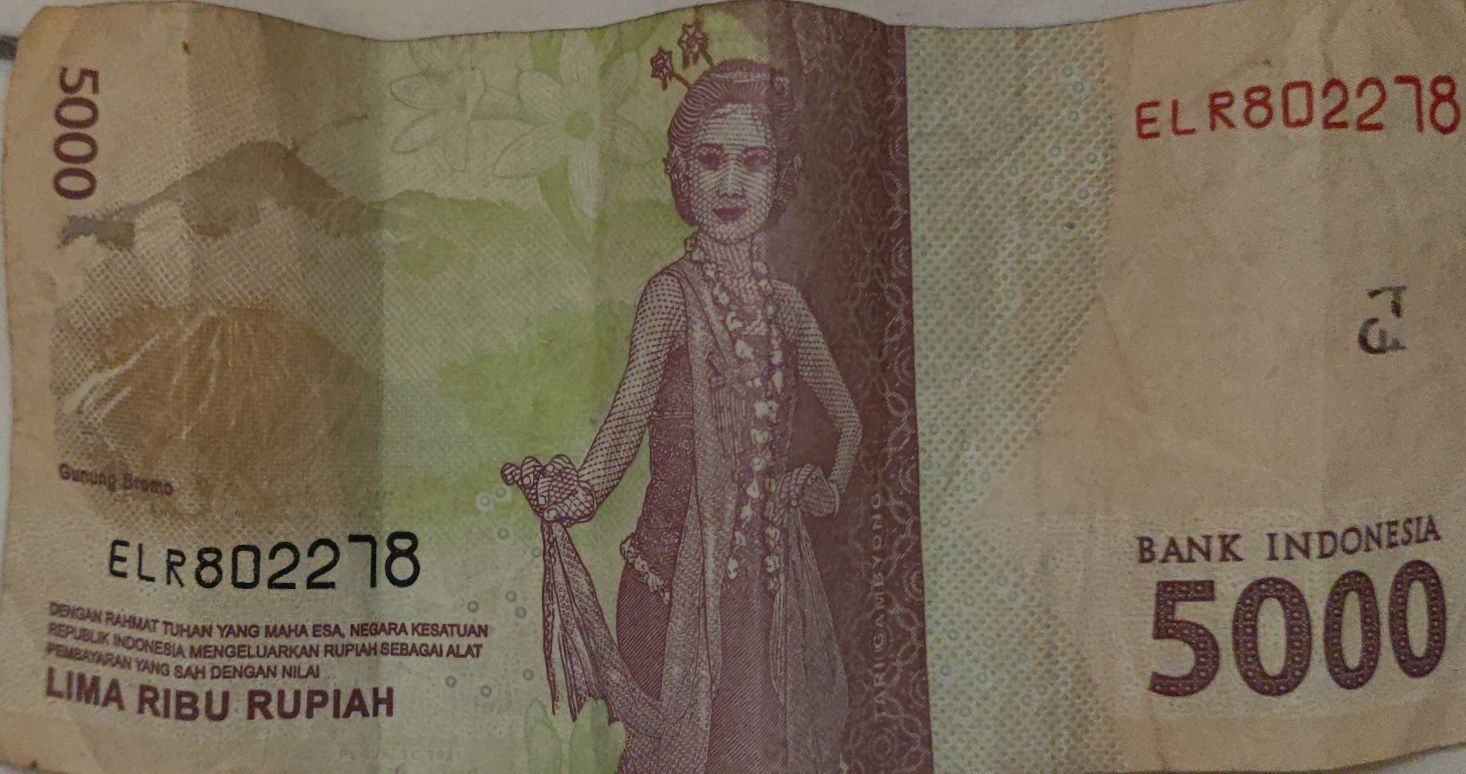 5000
ELR802278
Gunung Bromo
ELR802278
DENGAN RAHMAT TUHAN YANG MAHA ESA, NEGARA KESATUAN
REPUBLIK INDONESIA MENGELUARKAN RUPIAH SEBAGAI ALAT
PEMBAYARAN YANG SAH DENGAN NILAI
LIMA RIBU RUPIAH
TARI GAMBYONG
BANK INDONESIA
5000